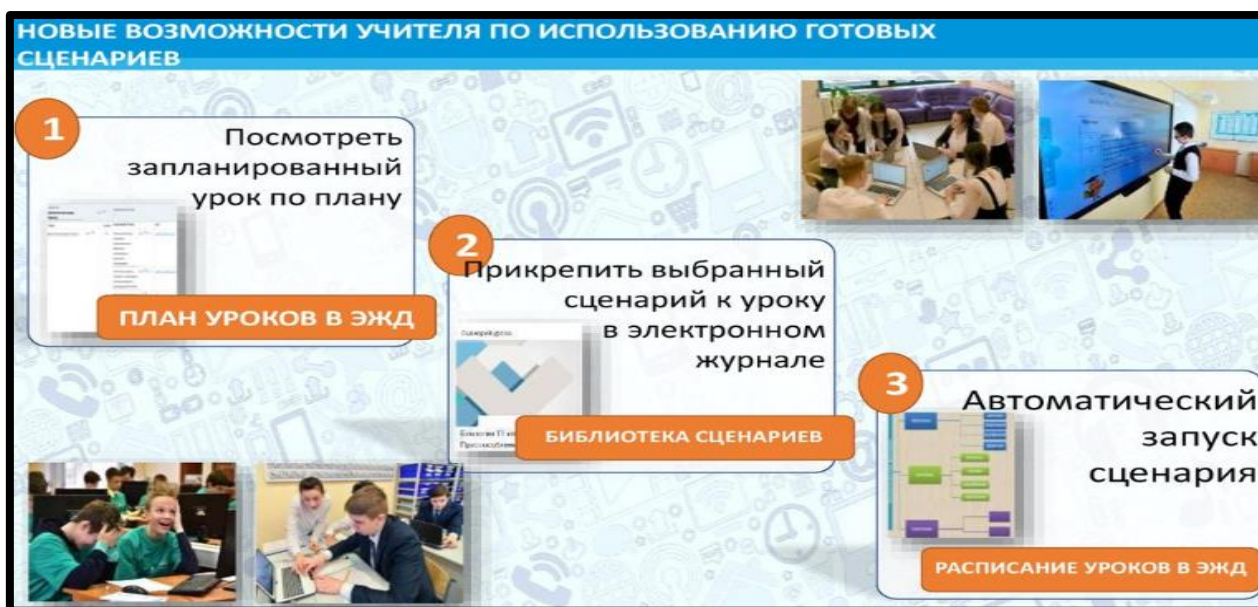 НОВЫЕ ВОЗМОЖНОСТИ УЧИТЕЛЯ ПО ИСПОЛЬЗОВАНИЮ ГОТОВЫХ
СЦЕНАРИЕВ
1
Посмотреть
запланированный
урок по плану
ПЛАН УРОКОВ В ЭЖД
2
Прикрепить выбранный
сценарий к уроку
в электронном
журнале
БИБЛИОТЕКА СЦЕНАРИЕВ
3
Автоматический
запуск
сценария
РАСПИСАНИЕ УРОКОВ В ЭЖД